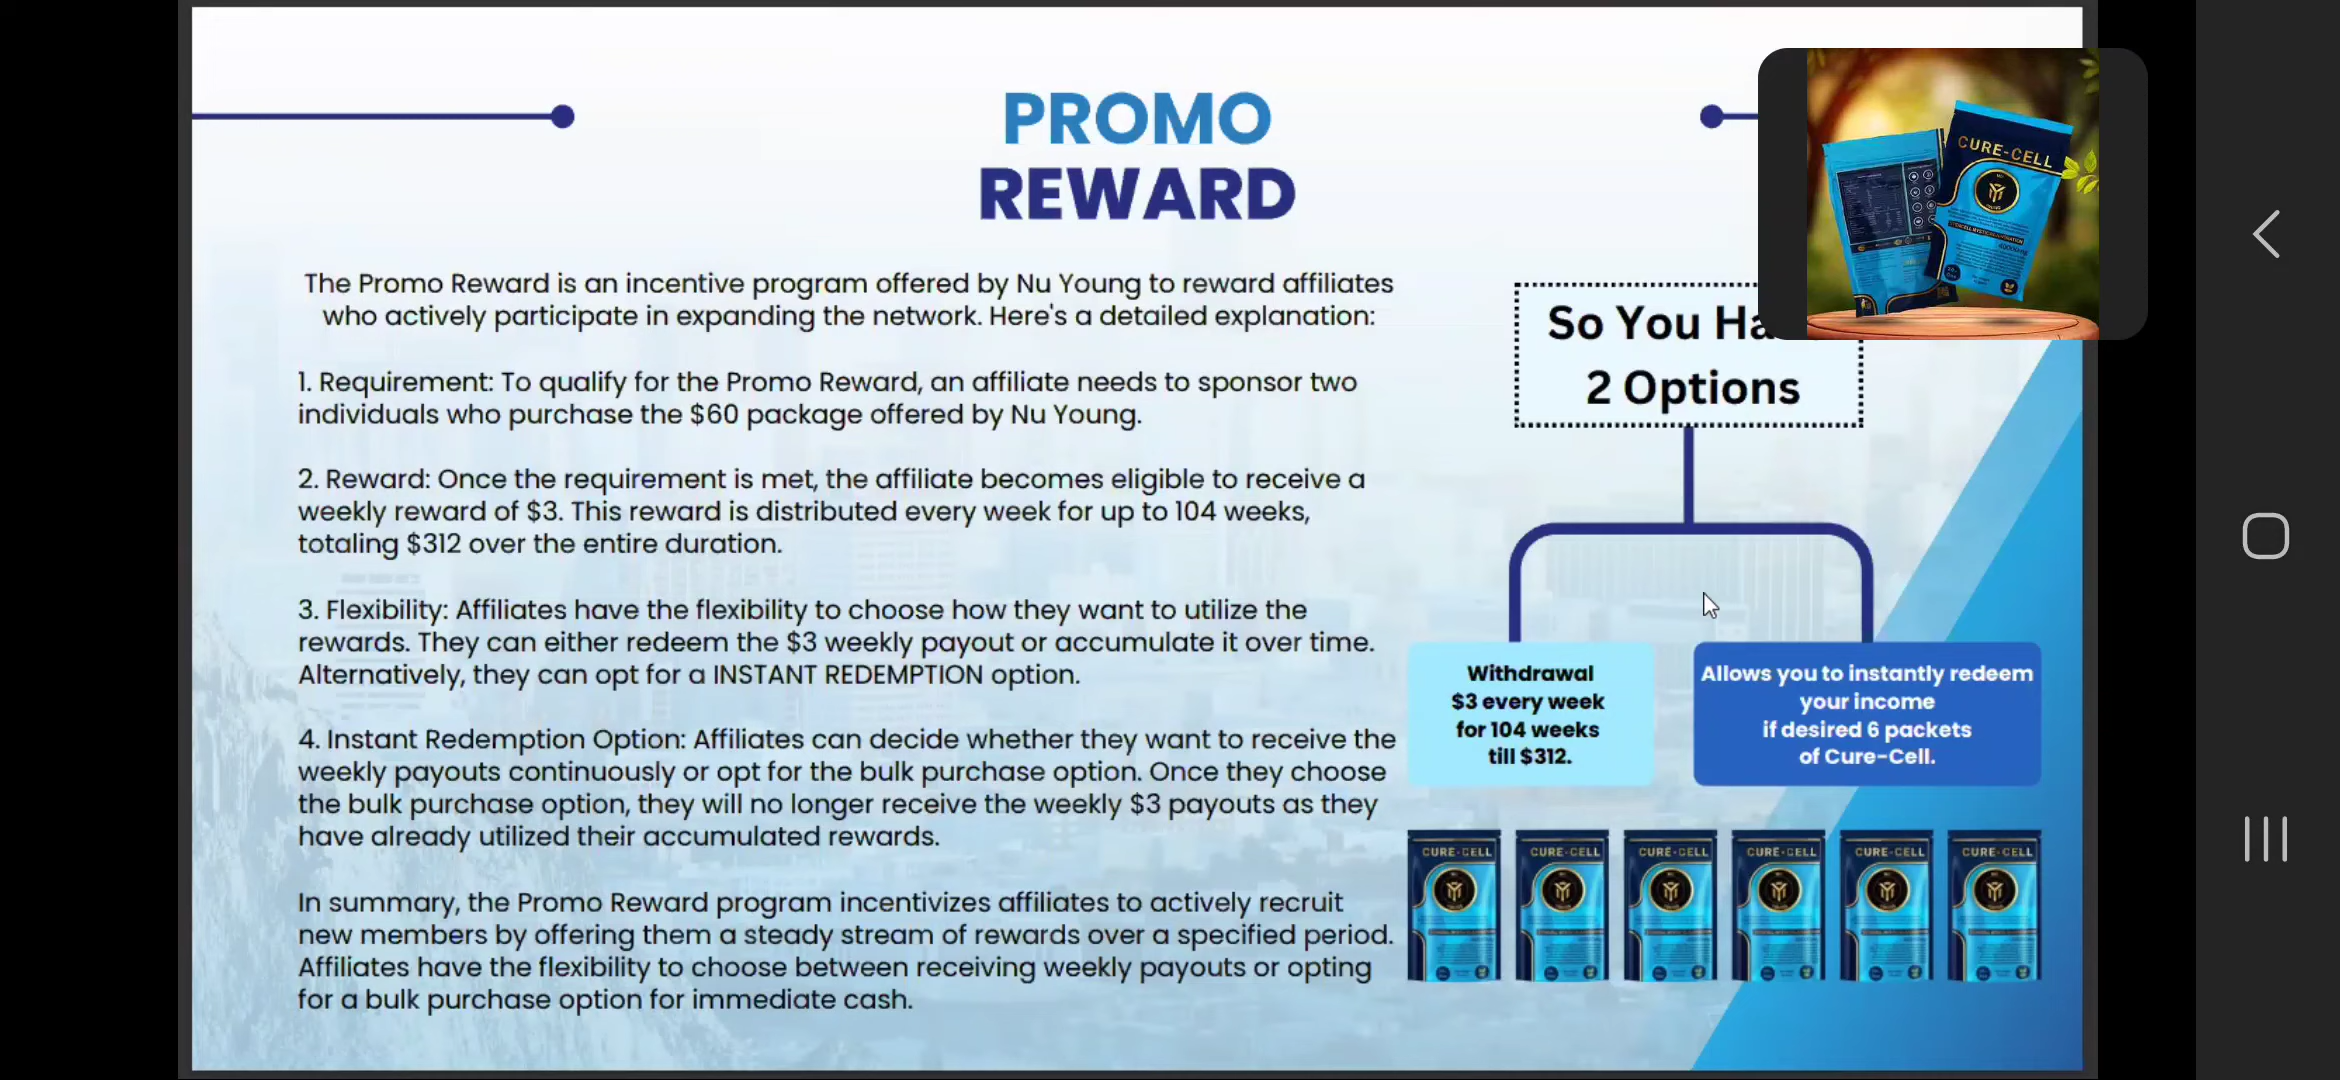 PROMO
REWARD
The Promo Reward is an incentive program offered by Nu Young to reward affiliates
who actively participate in expanding the network. Here's a detailed explanation:
1. Requirement: To qualify for the Promo Reward, an affiliate needs to sponsor two
individuals who purchase the $60 package offered by Nu Young.
2. Reward: Once the requirement is met, the affiliate becomes eligible to receive a
weekly reward of $3. This reward is distributed every week for up to 104 weeks,
totaling $312 over the entire duration.
3. Flexibility: Affiliates have the flexibility to choose how they want to utilize the
rewards. They can either redeem the $3 weekly payout or accumulate it over time.
Alternatively, they can opt for a INSTANT REDEMPTION option.
4. Instant Redemption Option: Affiliates can decide whether they want to receive the
weekly payouts continuously or opt for the bulk purchase option. Once they choose
the bulk purchase option, they will no longer receive the weekly $3 payouts as they
have already utilized their accumulated rewards.
In summary, the Promo Reward program incentivizes affiliates to actively recruit
new members by offering them a steady stream of rewards over a specified period.
Affiliates have the flexibility to choose between receiving weekly payouts or opting
for a bulk purchase option for immediate cash.
CURE-CELL
So You Ha
2 Options
Withdrawal
$3 every week
for 104 weeks
till $312.
Allows you to instantly redeem
your income
if desired 6 packets
of Cure-Cell.
CURE-CELL
CURE-CELL
CURE-CELL
CURE-CELL
CURE-CELL
CURE-CELL